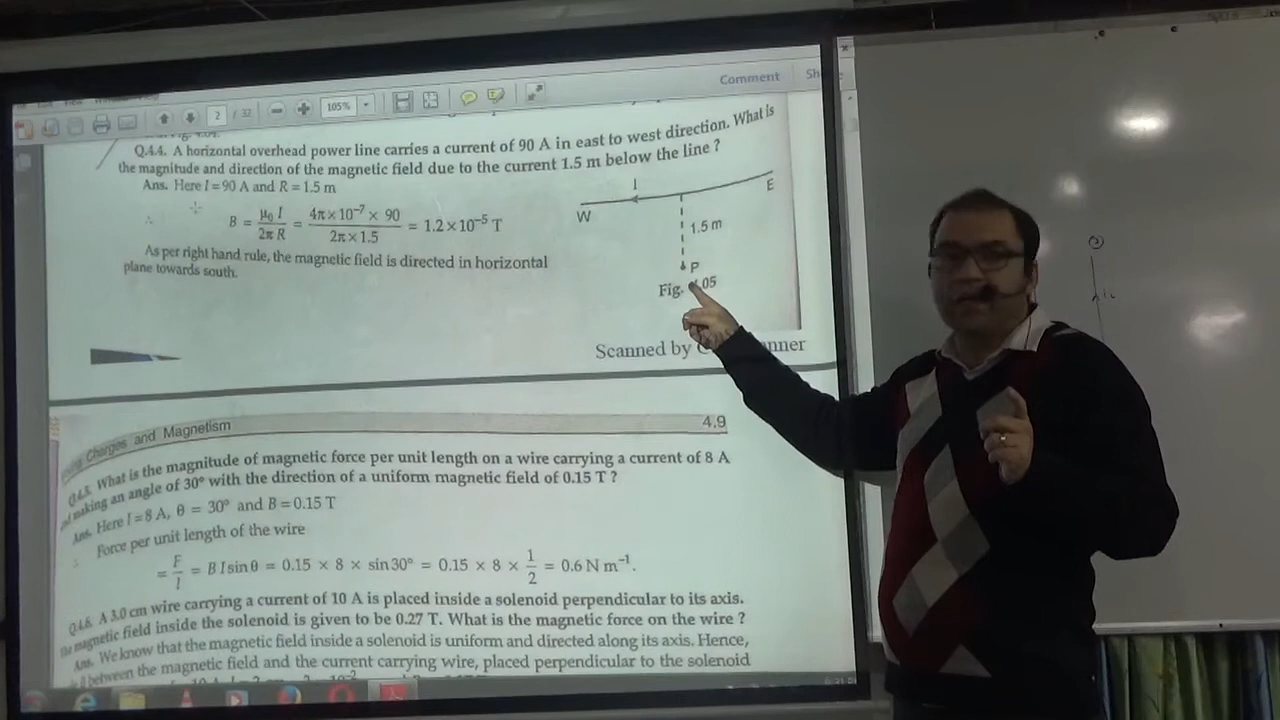 Comment
2 / 32
105%
Q.4.4. A horizontal overhead power line carries a current of 90 A in east to west direction. What is
the magnitude and direction of the magnetic field due to the current 1.5 m below the line ?
Ans. Here I = 90 A and R = 1.5 m
∴ B = μ₀ I / 2π R = 4π × 10⁻⁷ × 90 / 2π × 1.5 = 1.2 × 10⁻⁵ T
As per right hand rule, the magnetic field is directed in horizontal
plane towards south.
I
W
E
1.5 m
P
Fig. 05
Scanned by
Charges and Magnetism
4.9
Q.4.5. What is the magnitude of magnetic force per unit length on a wire carrying a current of 8 A
making an angle of 30° with the direction of a uniform magnetic field of 0.15 T ?
Ans. Here I = 8 A, θ = 30° and B = 0.15 T
∴ Force per unit length of the wire
= F / l = B I sin θ = 0.15 × 8 × sin 30° = 0.15 × 8 × 1/2 = 0.6 N m⁻¹.
Q.4.6. A 3.0 cm wire carrying a current of 10 A is placed inside a solenoid perpendicular to its axis.
The magnetic field inside the solenoid is given to be 0.27 T. What is the magnetic force on the wire ?
Ans. We know that the magnetic field inside a solenoid is uniform and directed along its axis. Hence,
between the magnetic field and the current carrying wire, placed perpendicular to the solenoid